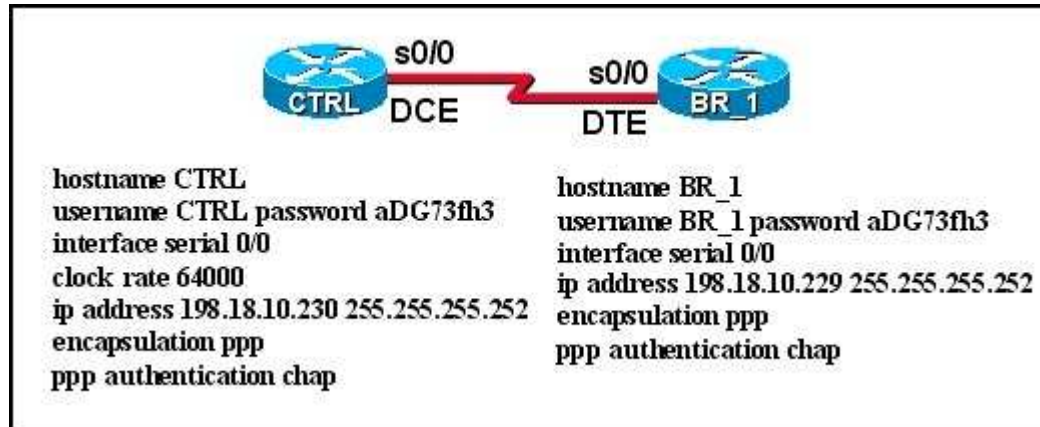 s0/0
s0/0
CTRL
BR_1
DCE
DTE
hostname CTRL
username CTRL password aDG73fh3
interface serial 0/0
clock rate 64000
ip address 198.18.10.230 255.255.255.252
encapsulation ppp
ppp authentication chap
hostname BR_1
username BR_1 password aDG73fh3
interface serial 0/0
ip address 198.18.10.229 255.255.255.252
encapsulation ppp
ppp authentication chap